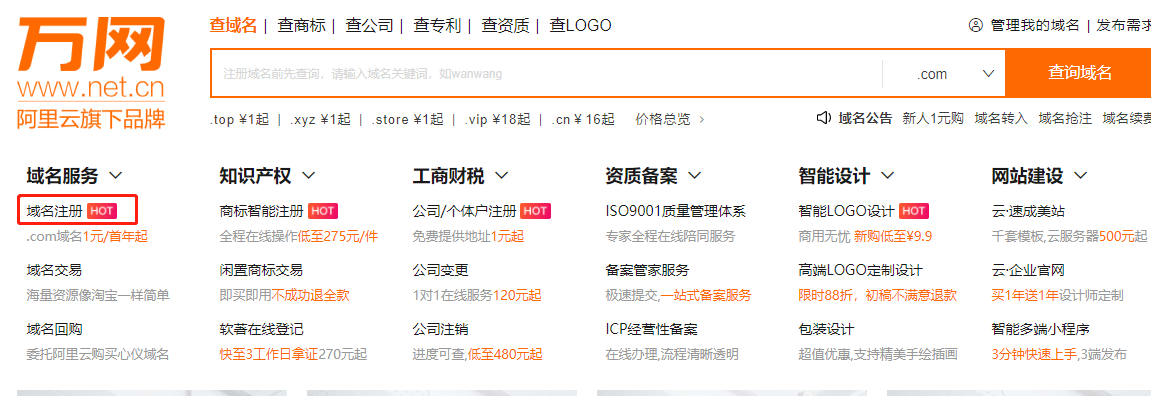 万网
www.net.cn
阿里云旗下品牌
查域名 | 查商标 | 查公司 | 查专利 | 查资质 | 查LOGO
管理我的域名 | 发布需求
注册域名前先查询，请输入域名关键词，如wanwang
.com
查询域名
.top ¥1起 | .xyz ¥1起 | .store ¥1起 | .vip ¥18起 | .cn ¥ 16起 价格总览 >
域名公告 新人1元购 域名转入 域名抢注 域名续费
域名服务 知识产权 工商财税 资质备案 智能设计 网站建设
域名注册 HOT 商标智能注册 HOT 公司/个体户注册 HOT ISO9001质量管理体系 智能LOGO设计 HOT 云·速成美站
.com域名1元/首年起 全程在线操作低至275元/件 免费提供地址1元起 专家全程在线陪同服务 商用无忧 新购低至¥9.9 千套模板,云服务器500元起
域名交易 闲置商标交易 公司变更 备案管家服务 高端LOGO定制设计 云·企业官网
海量资源像淘宝一样简单 即买即用不成功退全款 1对1在线服务120元起 极速提交,一站式备案服务 限时88折，初稿不满意退款 买1年送1年设计师定制
域名回购 软著在线登记 公司注销 ICP经营性备案 包装设计 智能多端小程序
委托阿里云购买心仪域名 快至3工作日拿证270元起 进度可查,低至480元起 在线办理,流程清晰透明 超值优惠,支持精美手绘插画 3分钟快速上手,3端发布